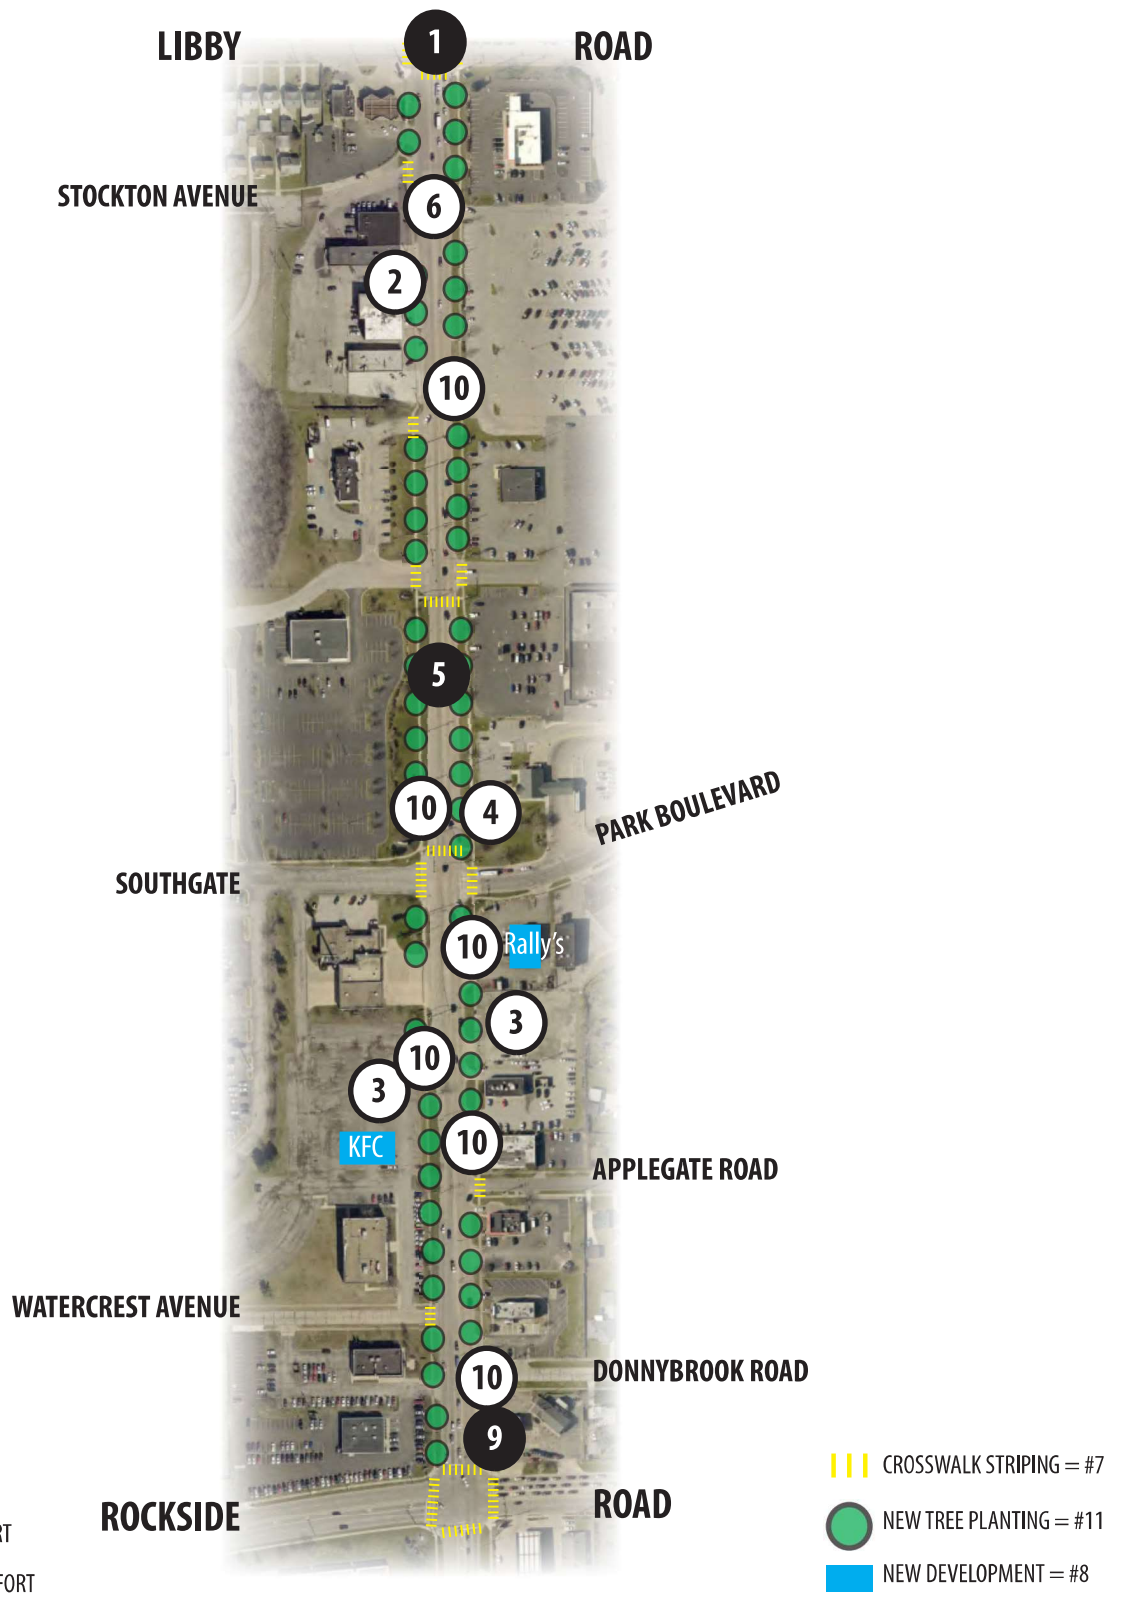 1
LIBBY ROAD
STOCKTON AVENUE
6
2
10
5
10 4
PARK BOULEVARD
SOUTHGATE
10 Rally's
3
10
3
10
KFC
APPLEGATE ROAD
WATERCREST AVENUE
10
DONNYBROOK ROAD
9
ROCKSIDE ROAD
CROSSWALK STRIPING = #7
NEW TREE PLANTING = #11
NEW DEVELOPMENT = #8
RT
FORT